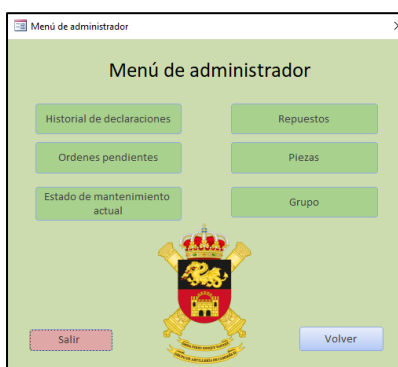 Menú de administrador
Menú de administrador
Historial de declaraciones
Repuestos
Ordenes pendientes
Piezas
Estado de mantenimiento
actual
Grupo
Salir
Volver